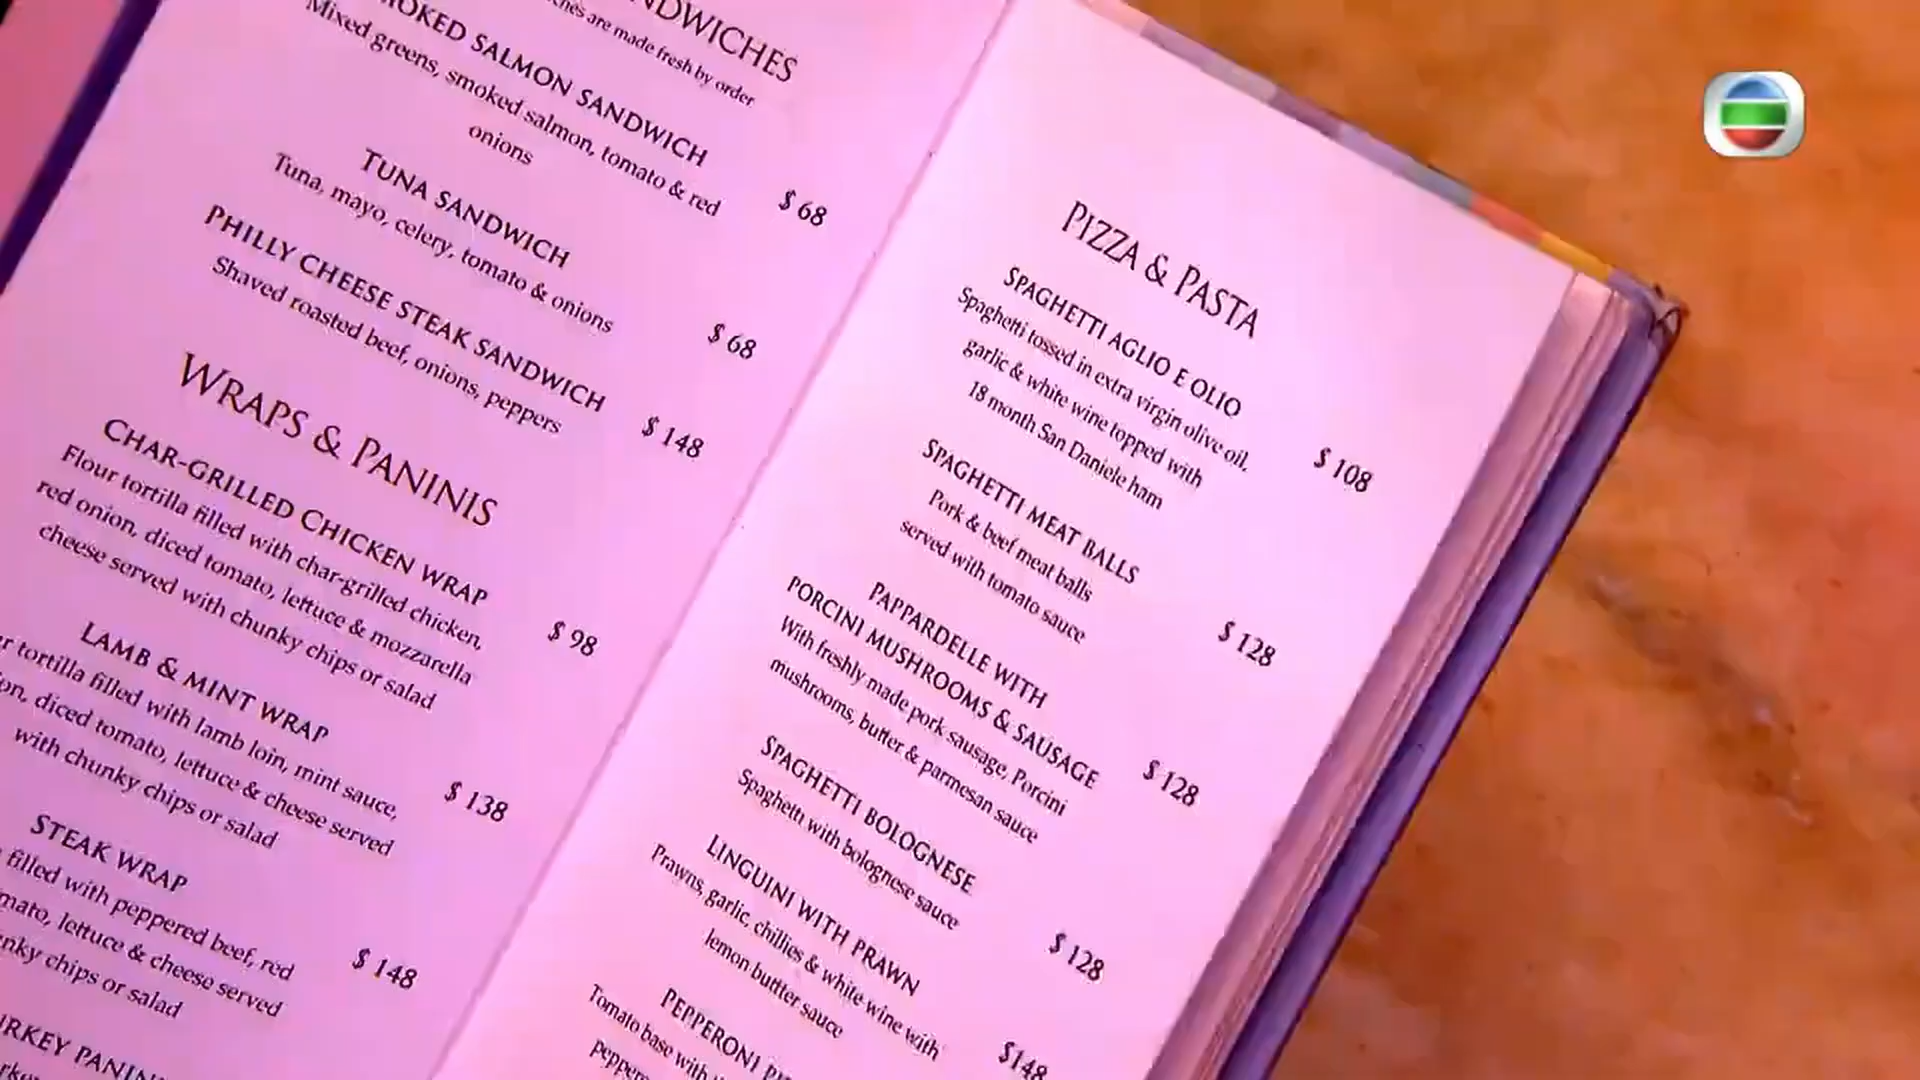 SANDWICHES
are made fresh by order
SMOKED SALMON SANDWICH
Mixed greens, smoked salmon, tomato & red
onions
$ 68
TUNA SANDWICH
Tuna, mayo, celery, tomato & onions
$ 68
PHILLY CHEESE STEAK SANDWICH
Shaved roasted beef, onions, peppers
$ 148
WRAPS & PANINIS
CHAR-GRILLED CHICKEN WRAP
Flour tortilla filled with char-grilled chicken,
red onion, diced tomato, lettuce & mozzarella
cheese served with chunky chips or salad
$ 98
LAMB & MINT WRAP
tortilla filled with lamb loin, mint sauce,
diced tomato, lettuce & cheese served
with chunky chips or salad
$ 138
STEAK WRAP
filled with peppered beef, red
lettuce & cheese served
chips or salad
$ 148
PIZZA & PASTA
SPAGHETTI AGLIO E OLIO
Spaghetti tossed in extra virgin olive oil,
garlic & white wine topped with
18 month San Daniele ham
$ 108
SPAGHETTI MEAT BALLS
Pork & beef meat balls
served with tomato sauce
$ 128
PAPPARDELLE WITH
PORCINI MUSHROOMS & SAUSAGE
With freshly made pork sausage, Porcini
mushrooms, butter & parmesan sauce
$ 128
SPAGHETTI BOLOGNESE
Spaghetti with bolognese sauce
$ 128
LINGUINI WITH PRAWN
Prawns, garlic, chillies & white wine with
lemon buttter sauce
$148
PEPPERONI
Tomato base with